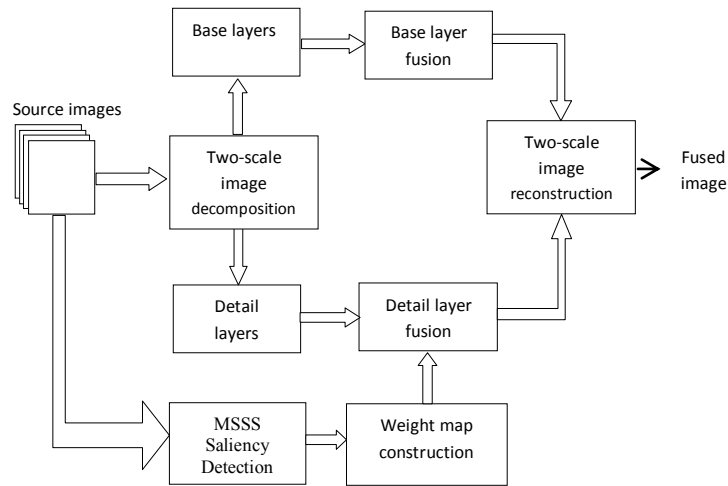 Base layers
Base layer
fusion
Source images
Two-scale
image
decomposition
Two-scale
image
reconstruction
Fused
image
Detail
layers
Detail layer
fusion
MSSS
Saliency
Detection
Weight map
construction